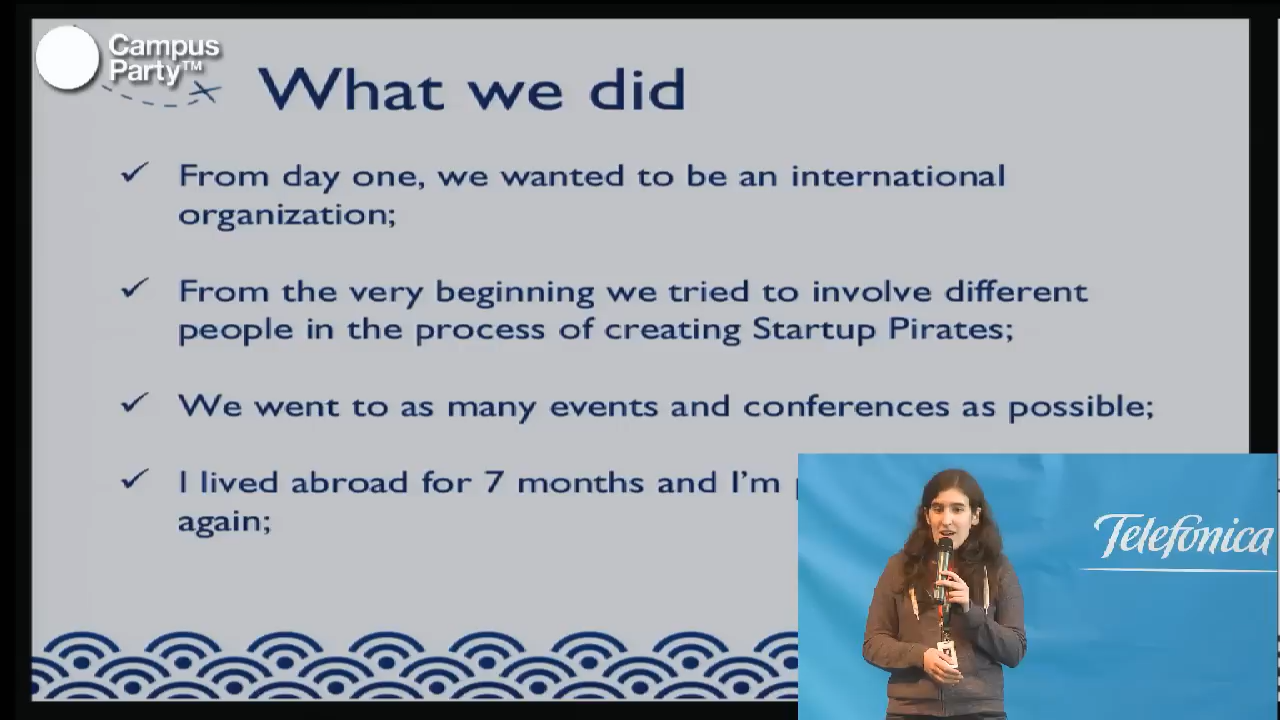 Campus
Party™
What we did
From day one, we wanted to be an international
organization;
From the very beginning we tried to involve different
people in the process of creating Startup Pirates;
We went to as many events and conferences as possible;
I lived abroad for 7 months and I'm
again;
Telefónica